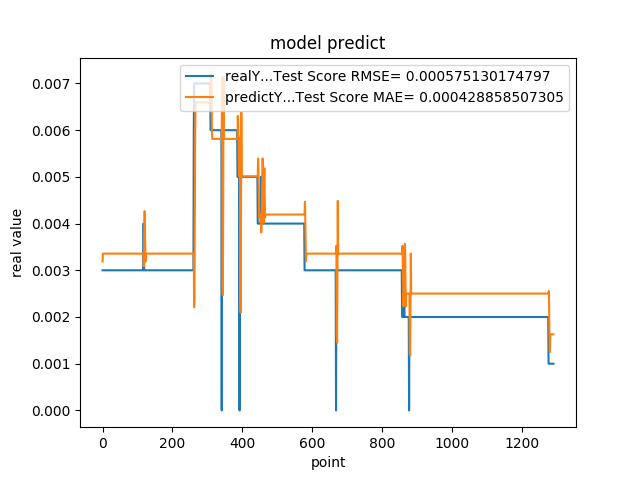 model predict
realY...Test Score RMSE= 0.000575130174797
predictY...Test Score MAE= 0.000428858507305
0.007
0.006
0.005
0.004
0.003
0.002
0.001
0.000
real value
0 200 400 600 800 1000 1200
point